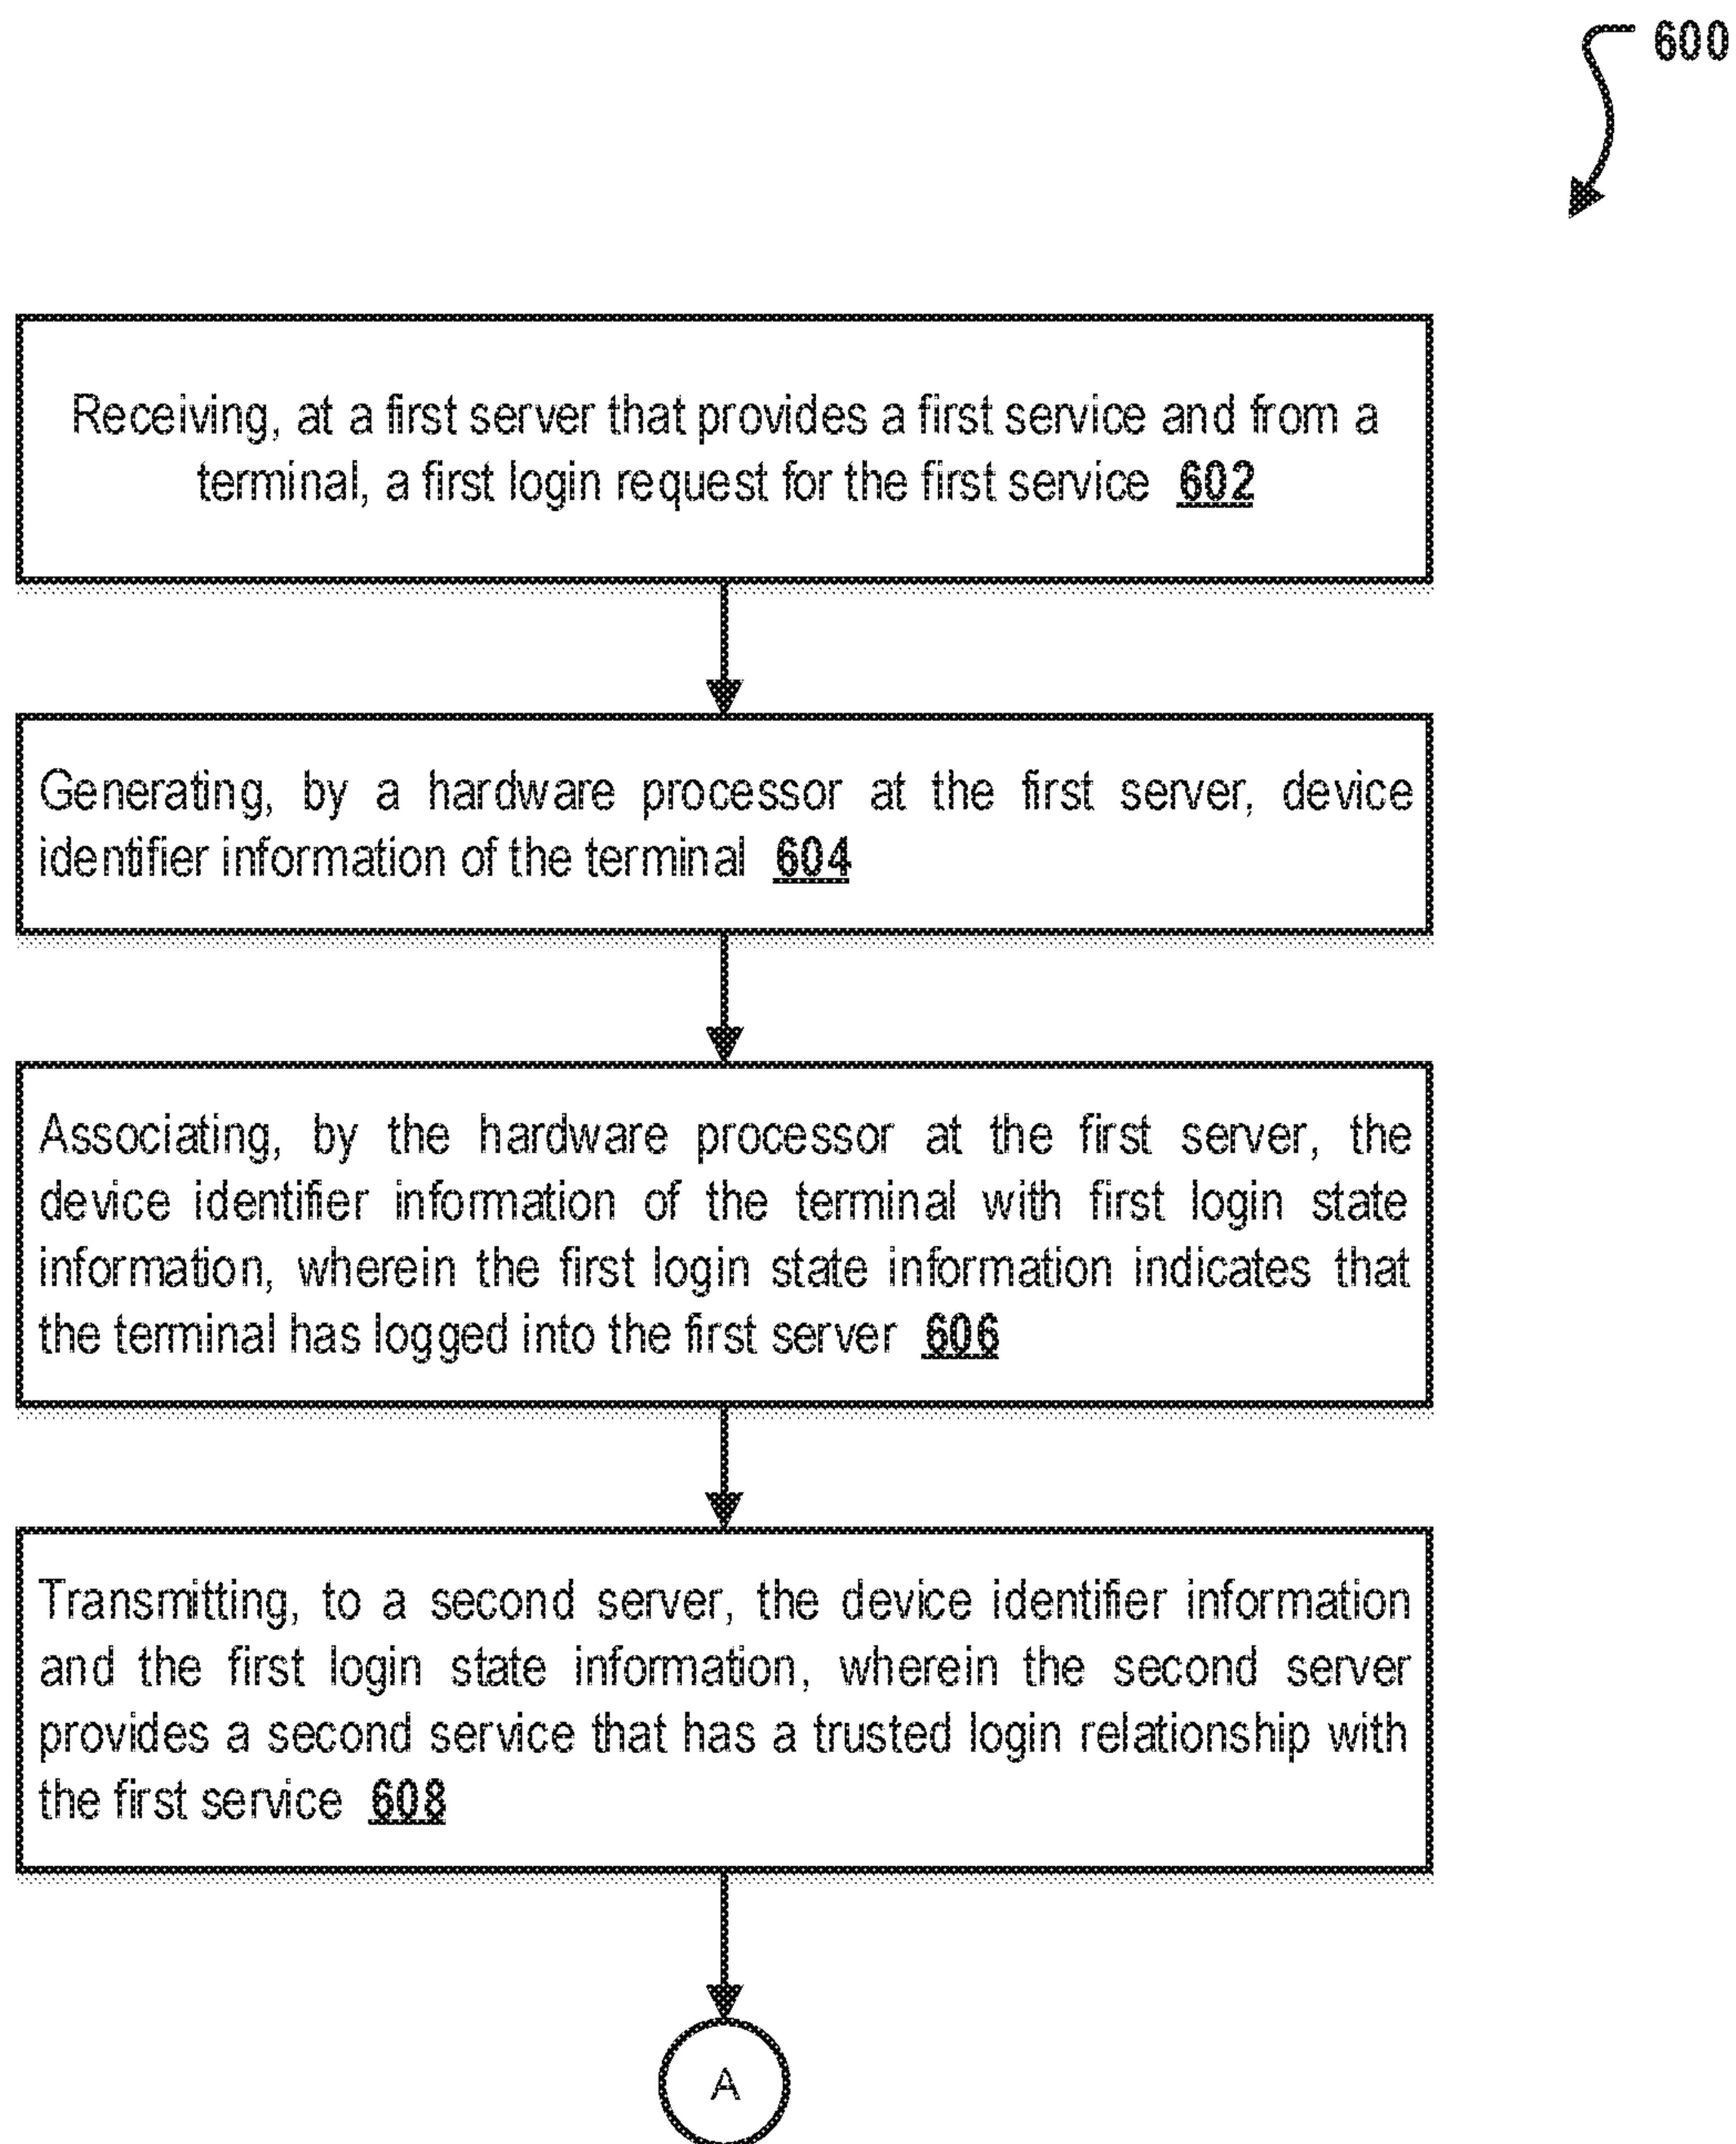 600
Receiving, at a first server that provides a first service and from a
terminal, a first login request for the first service 602
Generating, by a hardware processor at the first server, device
identifier information of the terminal 604
Associating, by the hardware processor at the first server, the
device identifier information of the terminal with first login state
information, wherein the first login state information indicates that
the terminal has logged into the first server 606
Transmitting, to a second server, the device identifier information
and the first login state information, wherein the second server
provides a second service that has a trusted login relationship with
the first service 608
A